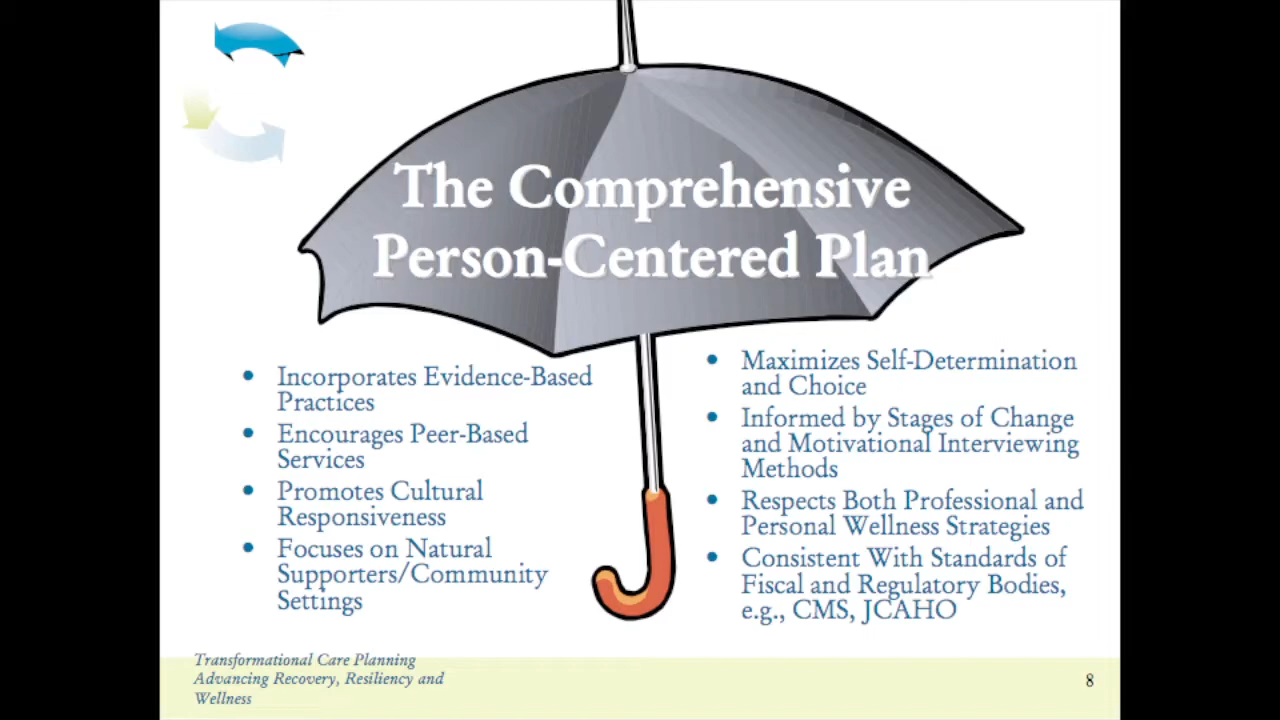 The Comprehensive
Person-Centered Plan
• Incorporates Evidence-Based
Practices
• Encourages Peer-Based
Services
• Promotes Cultural
Responsiveness
• Focuses on Natural
Supporters/Community
Settings
• Maximizes Self-Determination
and Choice
• Informed by Stages of Change
and Motivational Interviewing
Methods
• Respects Both Professional and
Personal Wellness Strategies
• Consistent With Standards of
Fiscal and Regulatory Bodies,
e.g., CMS, JCAHO
Transformational Care Planning
Advancing Recovery, Resiliency and
Wellness
8